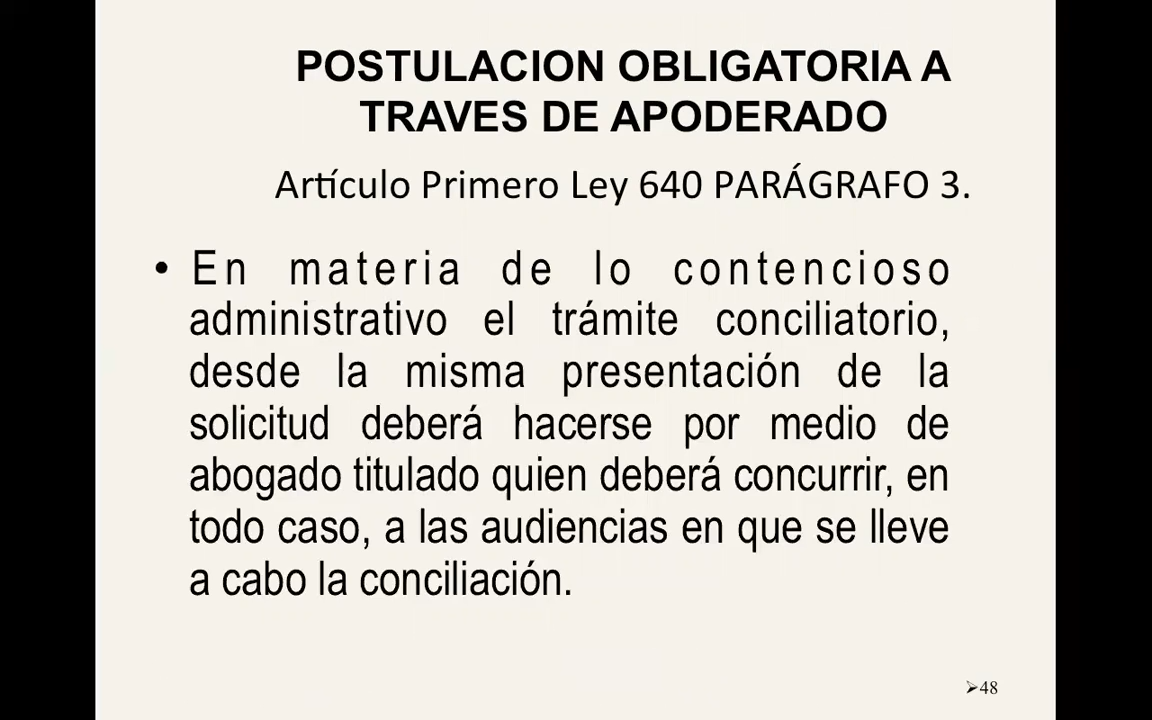 POSTULACION OBLIGATORIA A
TRAVES DE APODERADO
Artículo Primero Ley 640 PARÁGRAFO 3.
• En materia de lo contencioso
administrativo el trámite conciliatorio,
desde la misma presentación de la
solicitud deberá hacerse por medio de
abogado titulado quien deberá concurrir, en
todo caso, a las audiencias en que se lleve
a cabo la conciliación.
➢48